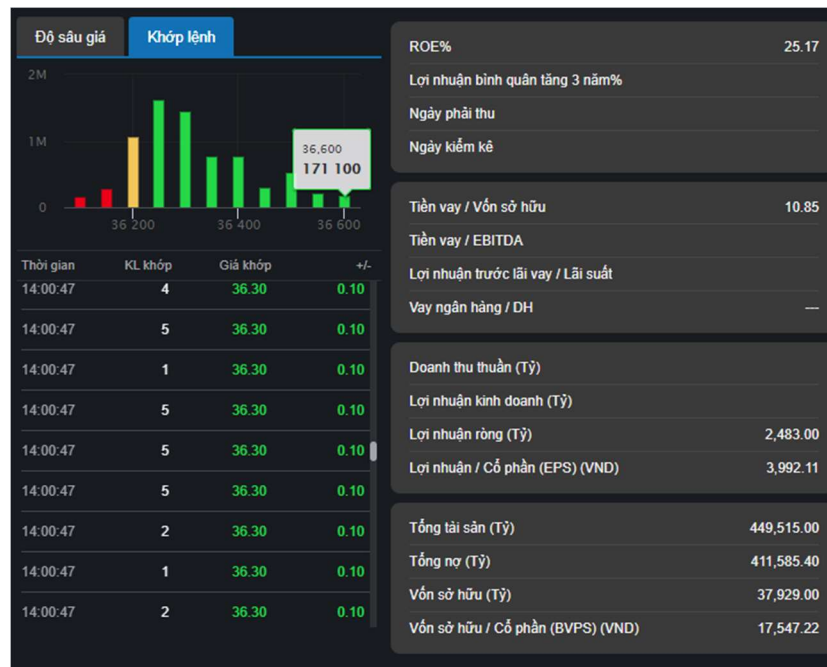 Độ sâu giá
Khớp lệnh
2M
1M
0
36,600
171 100
36 200
36 400
36 600
Thời gian KL khớp Giá khớp +/-
14:00:47 4 36.30 0.10
14:00:47 5 36.30 0.10
14:00:47 1 36.30 0.10
14:00:47 5 36.30 0.10
14:00:47 5 36.30 0.10
14:00:47 5 36.30 0.10
14:00:47 2 36.30 0.10
14:00:47 1 36.30 0.10
14:00:47 2 36.30 0.10
ROE% 25.17
Lợi nhuận bình quân tăng 3 năm%
Ngày phải thu
Ngày kiểm kê
Tiền vay / Vốn sở hữu 10.85
Tiền vay / EBITDA
Lợi nhuận trước lãi vay / Lãi suất
Vay ngân hàng / DH ---
Doanh thu thuần (Tỷ)
Lợi nhuận kinh doanh (Tỷ)
Lợi nhuận ròng (Tỷ) 2,483.00
Lợi nhuận / Cổ phần (EPS) (VND) 3,992.11
Tổng tài sản (Tỷ) 449,515.00
Tổng nợ (Tỷ) 411,585.40
Vốn sở hữu (Tỷ) 37,929.00
Vốn sở hữu / Cổ phần (BVPS) (VND) 17,547.22